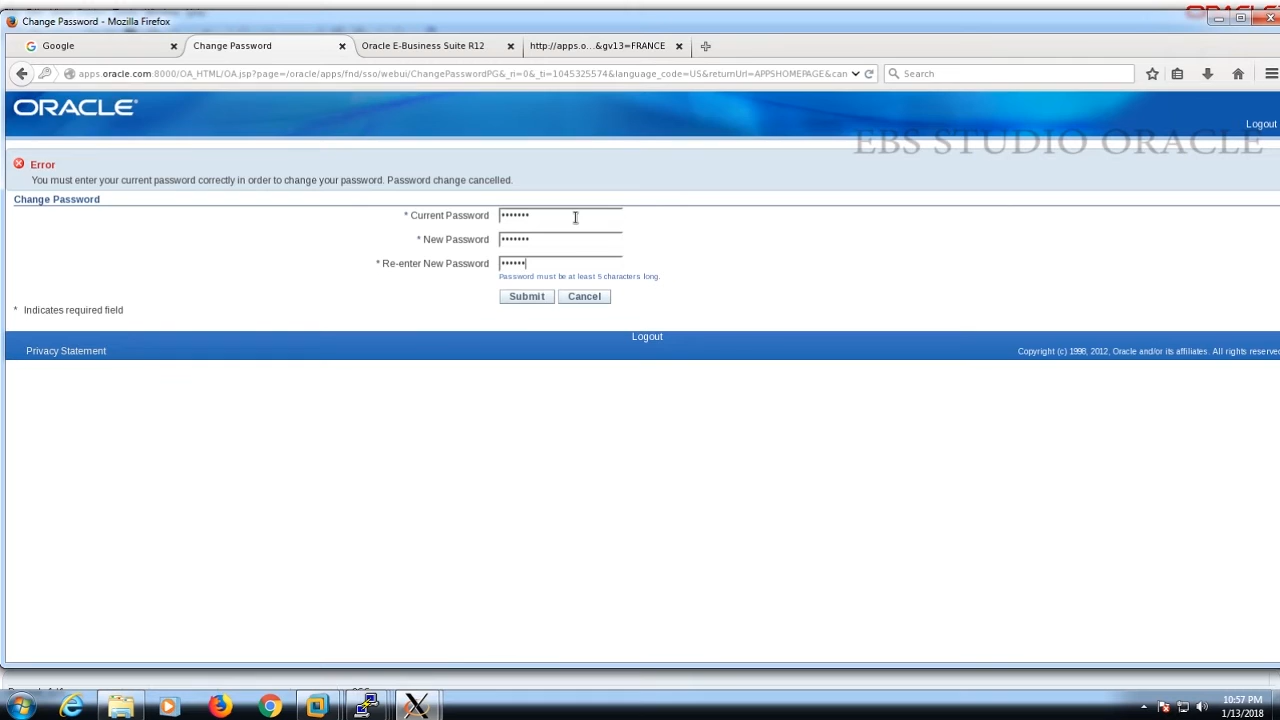 Change Password - Mozilla Firefox
Google
Change Password
Oracle E-Business Suite R12
http://apps.o...&gv13=FRANCE
apps.oracle.com:8000/OA_HTML/OA.jsp?page=/oracle/apps/fnd/sso/webui/ChangePasswordPG&_ri=0&_ti=1045325574&language_code=US&returnUrl=APPSHOMEPAGE&can
Search
ORACLE
Logout
EBS STUDIO ORACLE
Error
You must enter your current password correctly in order to change your password. Password change cancelled.
Change Password
* Current Password •••••••
* New Password •••••••
* Re-enter New Password ••••••
Password must be at least 5 characters long.
Submit Cancel
* Indicates required field
Logout
Privacy Statement
Copyright (c) 1998, 2012, Oracle and/or its affiliates. All rights reserve
10:57 PM
1/13/2018